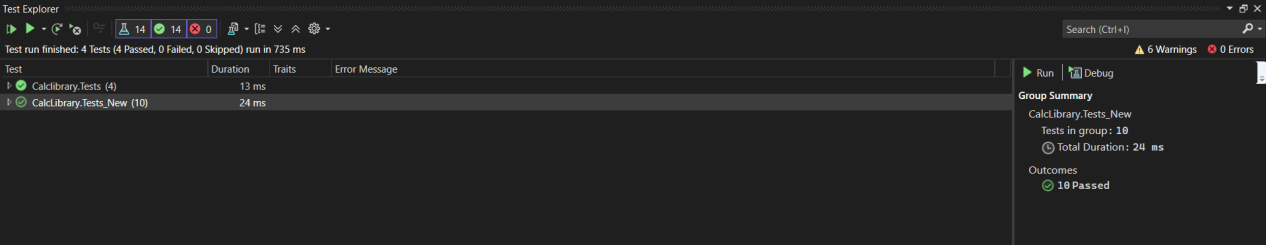 Test Explorer
14 14 0
Search (Ctrl+I)
Test run finished: 4 Tests (4 Passed, 0 Failed, 0 Skipped) run in 735 ms
6 Warnings 0 Errors
Test Duration Traits Error Message
Calclibrary.Tests (4) 13 ms
CalcLibrary.Tests_New (10) 24 ms
Run Debug
Group Summary
CalcLibrary.Tests_New
Tests in group: 10
Total Duration: 24 ms
Outcomes
10 Passed